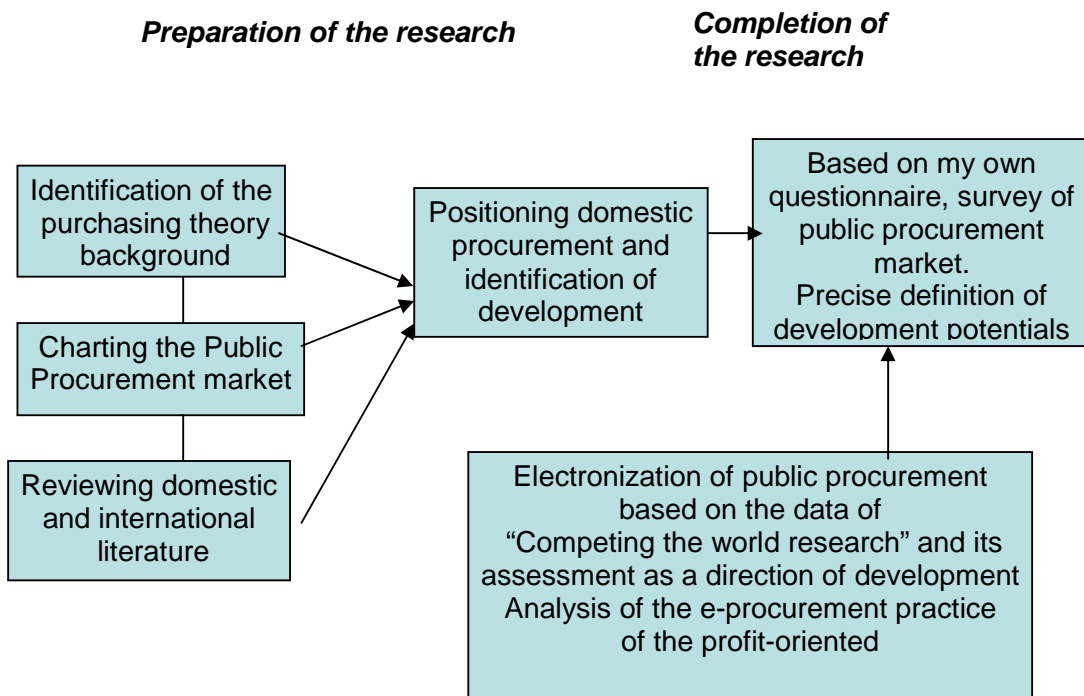 Preparation of the research
Completion of
the research
Identification of the
purchasing theory
background
Charting the Public
Procurement market
Reviewing domestic
and international
literature
Positioning domestic
procurement and
identification of
development
Based on my own
questionnaire, survey of
public procurement
market.
Precise definition of
development potentials
Electronization of public procurement
based on the data of
“Competing the world research” and its
assessment as a direction of development
Analysis of the e-procurement practice
of the profit-oriented